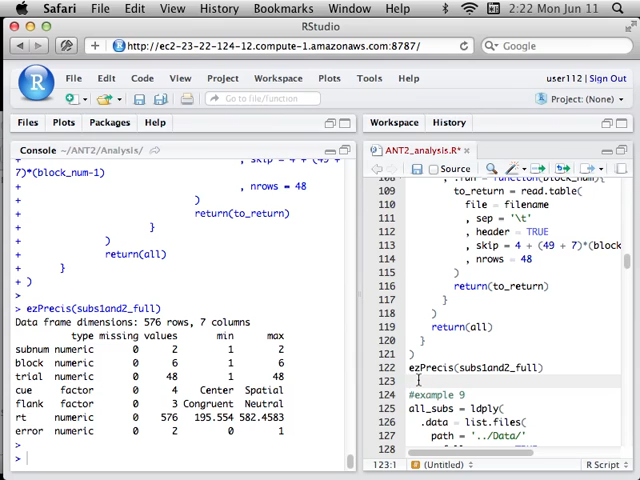 Safari File Edit View History Bookmarks Window Help 2:22 Mon Jun 11
RStudio
http://ec2-23-22-124-12.compute-1.amazonaws.com:8787/
Google
R File Edit Code View Project Workspace Plots Tools Help user112 | Sign Out
Go to file/function Project: (None)
Files Plots Packages Help
Console ~/ANT2/Analysis/
+ , skip = 4 + (49 +
7)*(block_num-1)
+ , nrows = 48
+ )
+ return(to_return)
+ }
+ )
+ return(all)
+ }
+ )
>
> ezPrecis(subs1and2_full)
Data frame dimensions: 576 rows, 7 columns
type missing values min max
subnum numeric 0 2 1 2
block numeric 0 6 1 6
trial numeric 0 48 1 48
cue factor 0 4 Center Spatial
flank factor 0 3 Congruent Neutral
rt numeric 0 576 195.554 582.4583
error numeric 0 2 0 1
>
>
Workspace History
ANT2_analysis.R*
Source
108 , .fun = function(block_num){
109 to_return = read.table(
110 file = filename
111 , sep = '\t'
112 , header = TRUE
113 , skip = 4 + (49 + 7)*(bloc
114 , nrows = 48
115 )
116 return(to_return)
117 }
118 )
119 return(all)
120 }
121 )
122 ezPrecis(subs1and2_full)
123
124 #example 9
125 all_subs = ldply(
126 .data = list.files(
127 path = '../Data/'
128
123:1 # (Untitled) R Script